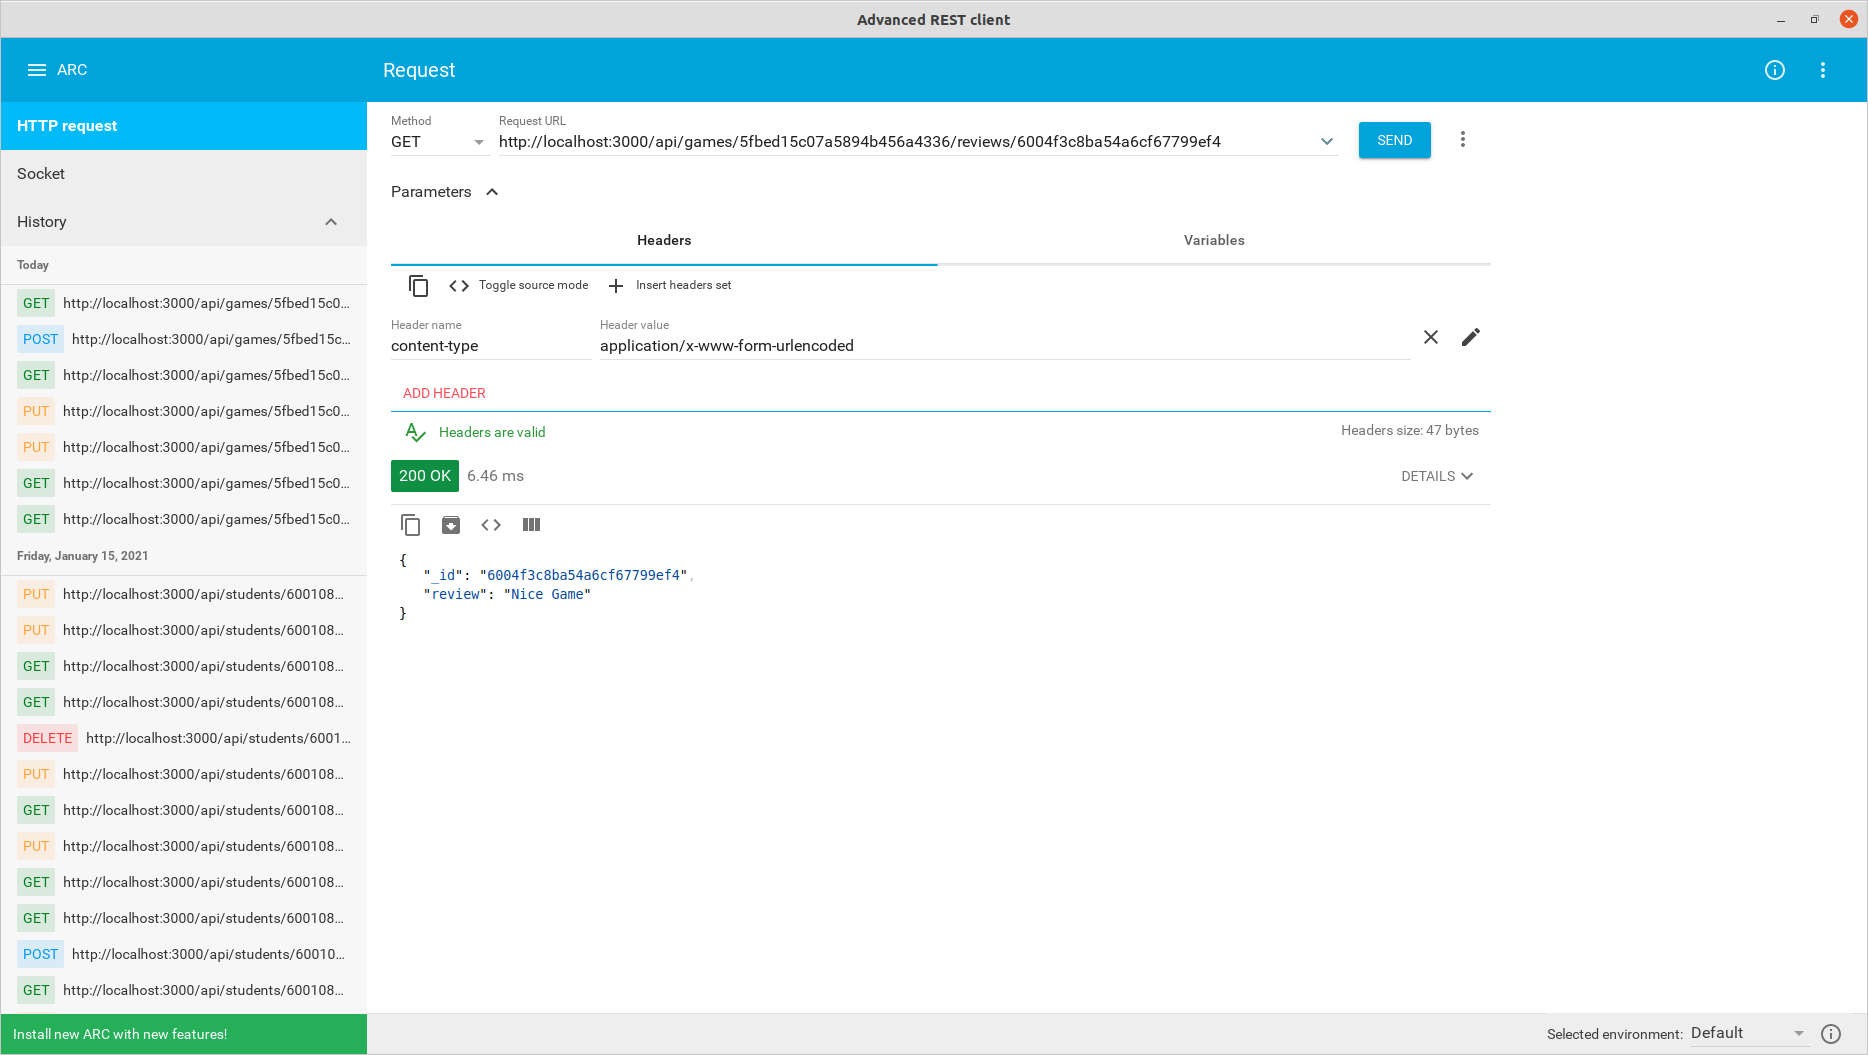 Advanced REST client
ARC
Request
HTTP request
Socket
History
Today
GET http://localhost:3000/api/games/5fbed15c0...
POST http://localhost:3000/api/games/5fbed15c...
GET http://localhost:3000/api/games/5fbed15c0...
PUT http://localhost:3000/api/games/5fbed15c0...
PUT http://localhost:3000/api/games/5fbed15c0...
GET http://localhost:3000/api/games/5fbed15c0...
GET http://localhost:3000/api/games/5fbed15c0...
Friday, January 15, 2021
PUT http://localhost:3000/api/students/600108...
PUT http://localhost:3000/api/students/600108...
GET http://localhost:3000/api/students/600108...
GET http://localhost:3000/api/students/600108...
DELETE http://localhost:3000/api/students/6001...
PUT http://localhost:3000/api/students/600108...
GET http://localhost:3000/api/students/600108...
PUT http://localhost:3000/api/students/600108...
GET http://localhost:3000/api/students/600108...
GET http://localhost:3000/api/students/600108...
POST http://localhost:3000/api/students/60010...
GET http://localhost:3000/api/students/600108...
Install new ARC with new features!
Method
GET
Request URL
http://localhost:3000/api/games/5fbed15c07a5894b456a4336/reviews/6004f3c8ba54a6cf67799ef4
SEND
Parameters
Headers
Variables
Toggle source mode
Insert headers set
Header name
content-type
Header value
application/x-www-form-urlencoded
ADD HEADER
Headers are valid
Headers size: 47 bytes
200 OK 6.46 ms
DETAILS
{
"_id": "6004f3c8ba54a6cf67799ef4",
"review": "Nice Game"
}
Selected environment: Default